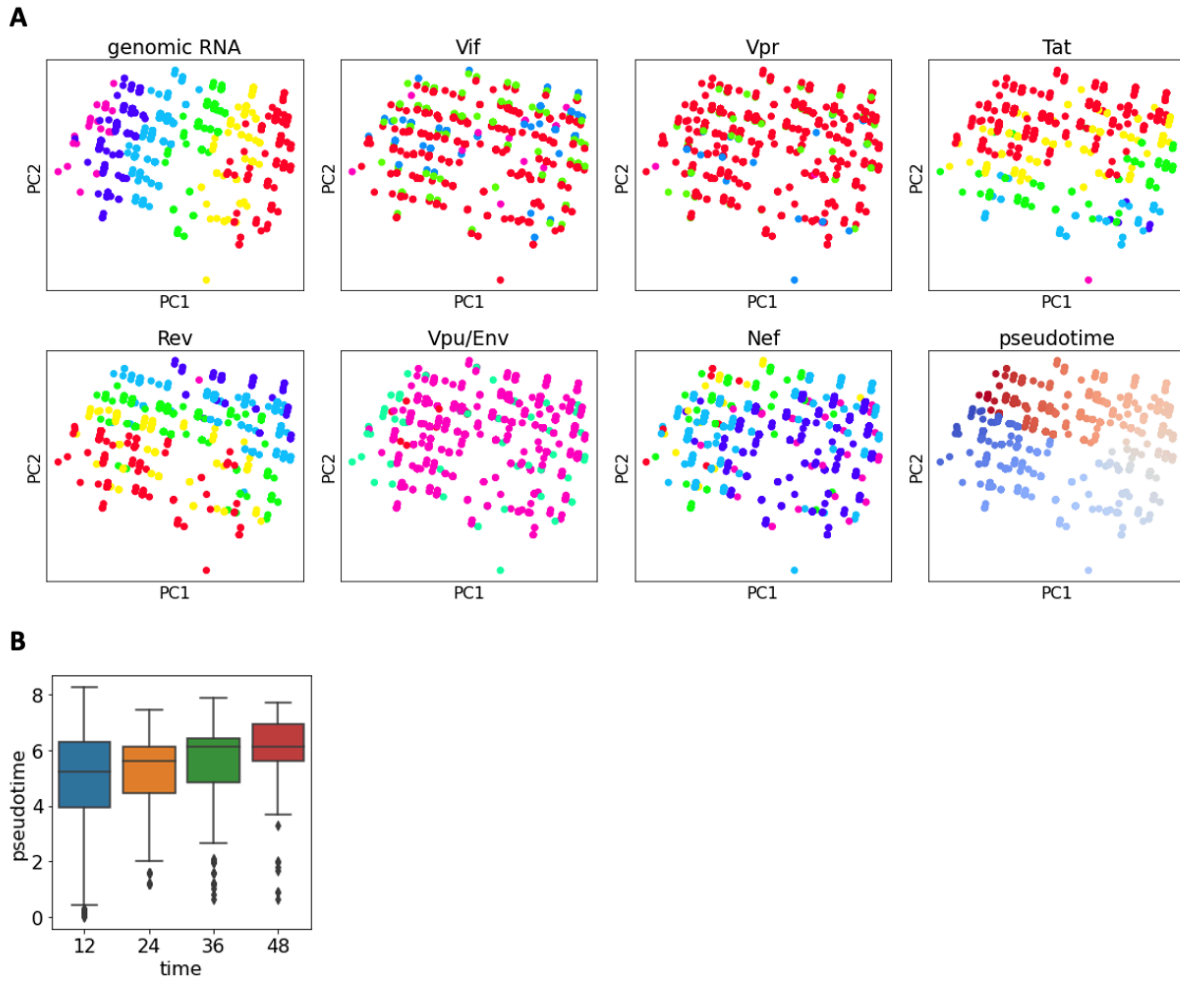 A
genomic RNA
Vif
Vpr
Tat
PC2
PC2
PC2
PC2
PC1
PC1
PC1
PC1
Rev
Vpu/Env
Nef
pseudotime
PC2
PC2
PC2
PC2
PC1
PC1
PC1
PC1
B
pseudotime
8
6
4
2
0
12 24 36 48
time